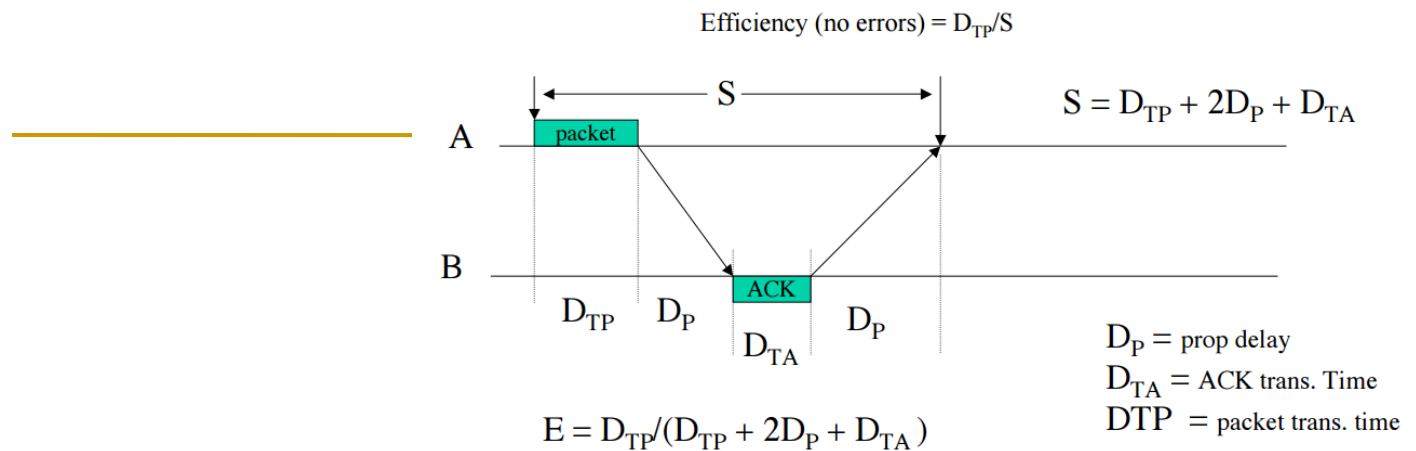 Efficiency (no errors) = D_TP/S
S
S = D_TP + 2D_P + D_TA
A
packet
B
ACK
D_TP
D_P
D_TA
D_P
D_P = prop delay
D_TA = ACK trans. Time
DTP = packet trans. time
E = D_TP/(D_TP + 2D_P + D_TA )